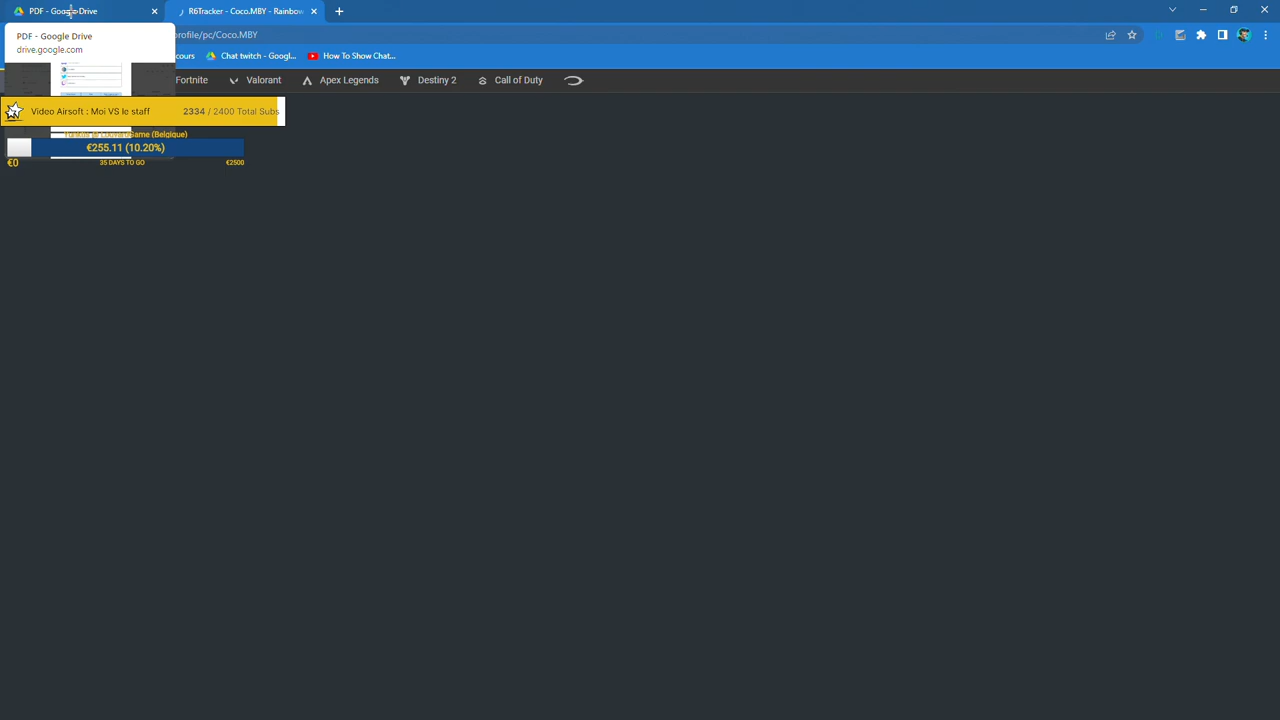 PDF - Google Drive
R6Tracker - Coco.MBY - Rainbow
PDF - Google Drive
drive.google.com
profile/pc/Coco.MBY
cours
Chat twitch - Googl...
How To Show Chat...
Fortnite
Valorant
Apex Legends
Destiny 2
Call of Duty
Video Airsoft : Moi VS le staff
2334 / 2400 Total Subs
(Belgique)
€255.11 (10.20%)
€0
35 DAYS TO GO
€2500